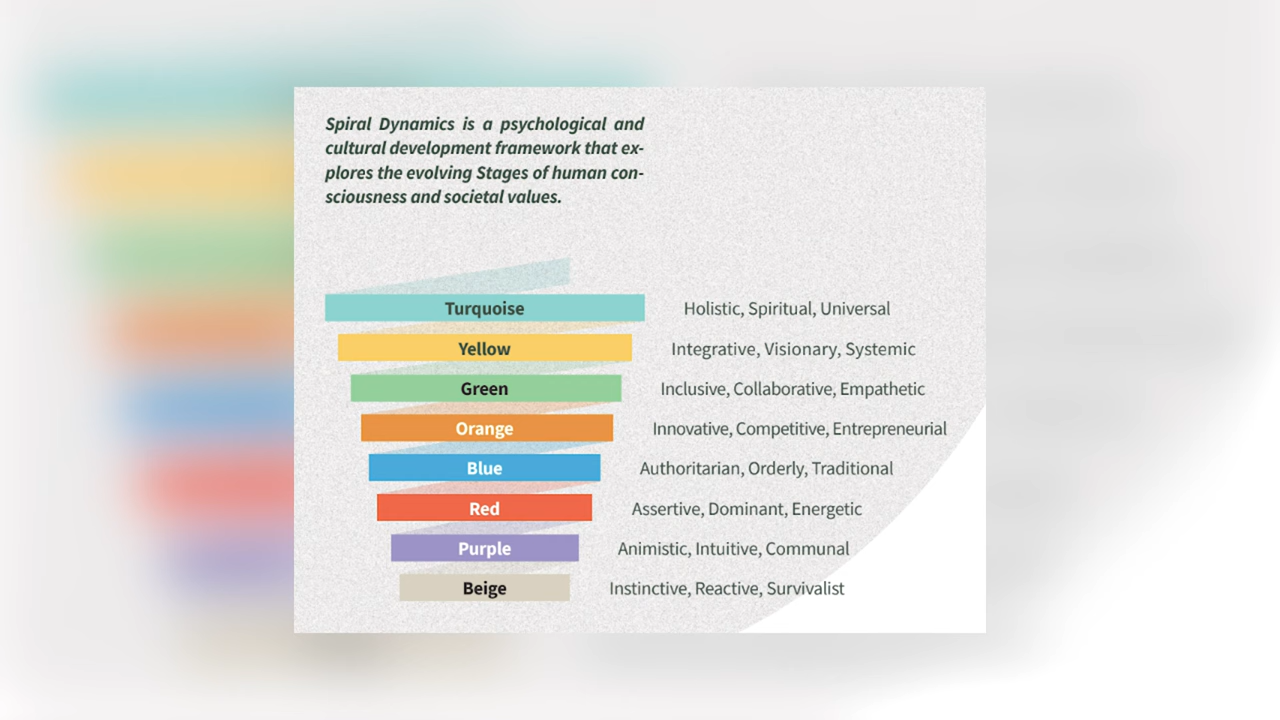 Spiral Dynamics is a psychological and
cultural development framework that ex-
plores the evolving Stages of human con-
sciousness and societal values.
Turquoise Holistic, Spiritual, Universal
Yellow Integrative, Visionary, Systemic
Green Inclusive, Collaborative, Empathetic
Orange Innovative, Competitive, Entrepreneurial
Blue Authoritarian, Orderly, Traditional
Red Assertive, Dominant, Energetic
Purple Animistic, Intuitive, Communal
Beige Instinctive, Reactive, Survivalist